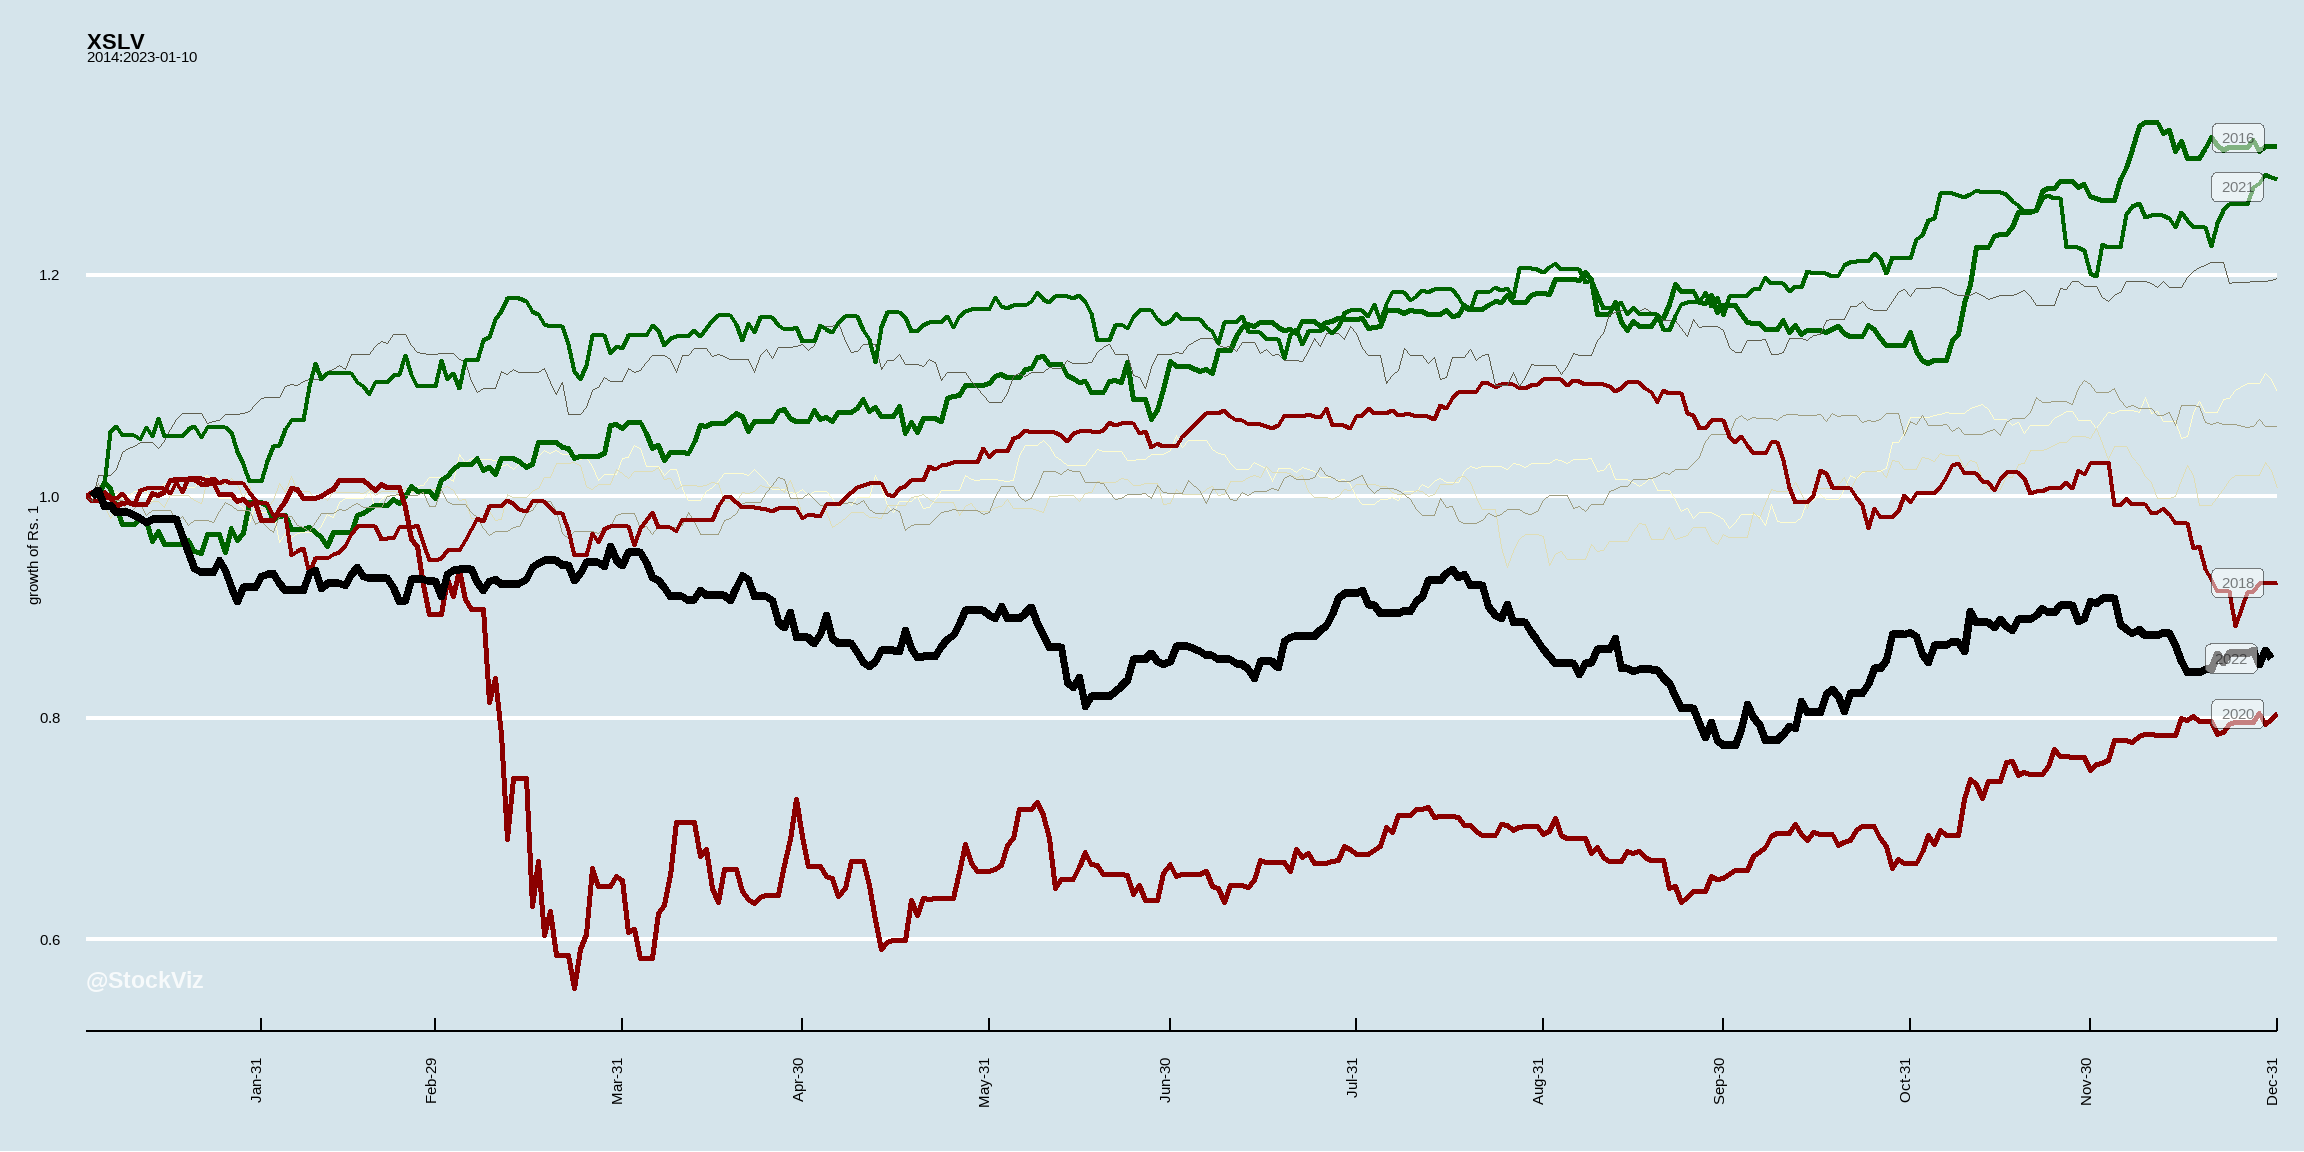 XSLV
2014:2023-01-10
growth of Rs. 1
1.2
1.0
0.8
0.6
2016
2021
2018
2022
2020
@StockViz
Jan-31
Feb-29
Mar-31
Apr-30
May-31
Jun-30
Jul-31
Aug-31
Sep-30
Oct-31
Nov-30
Dec-31